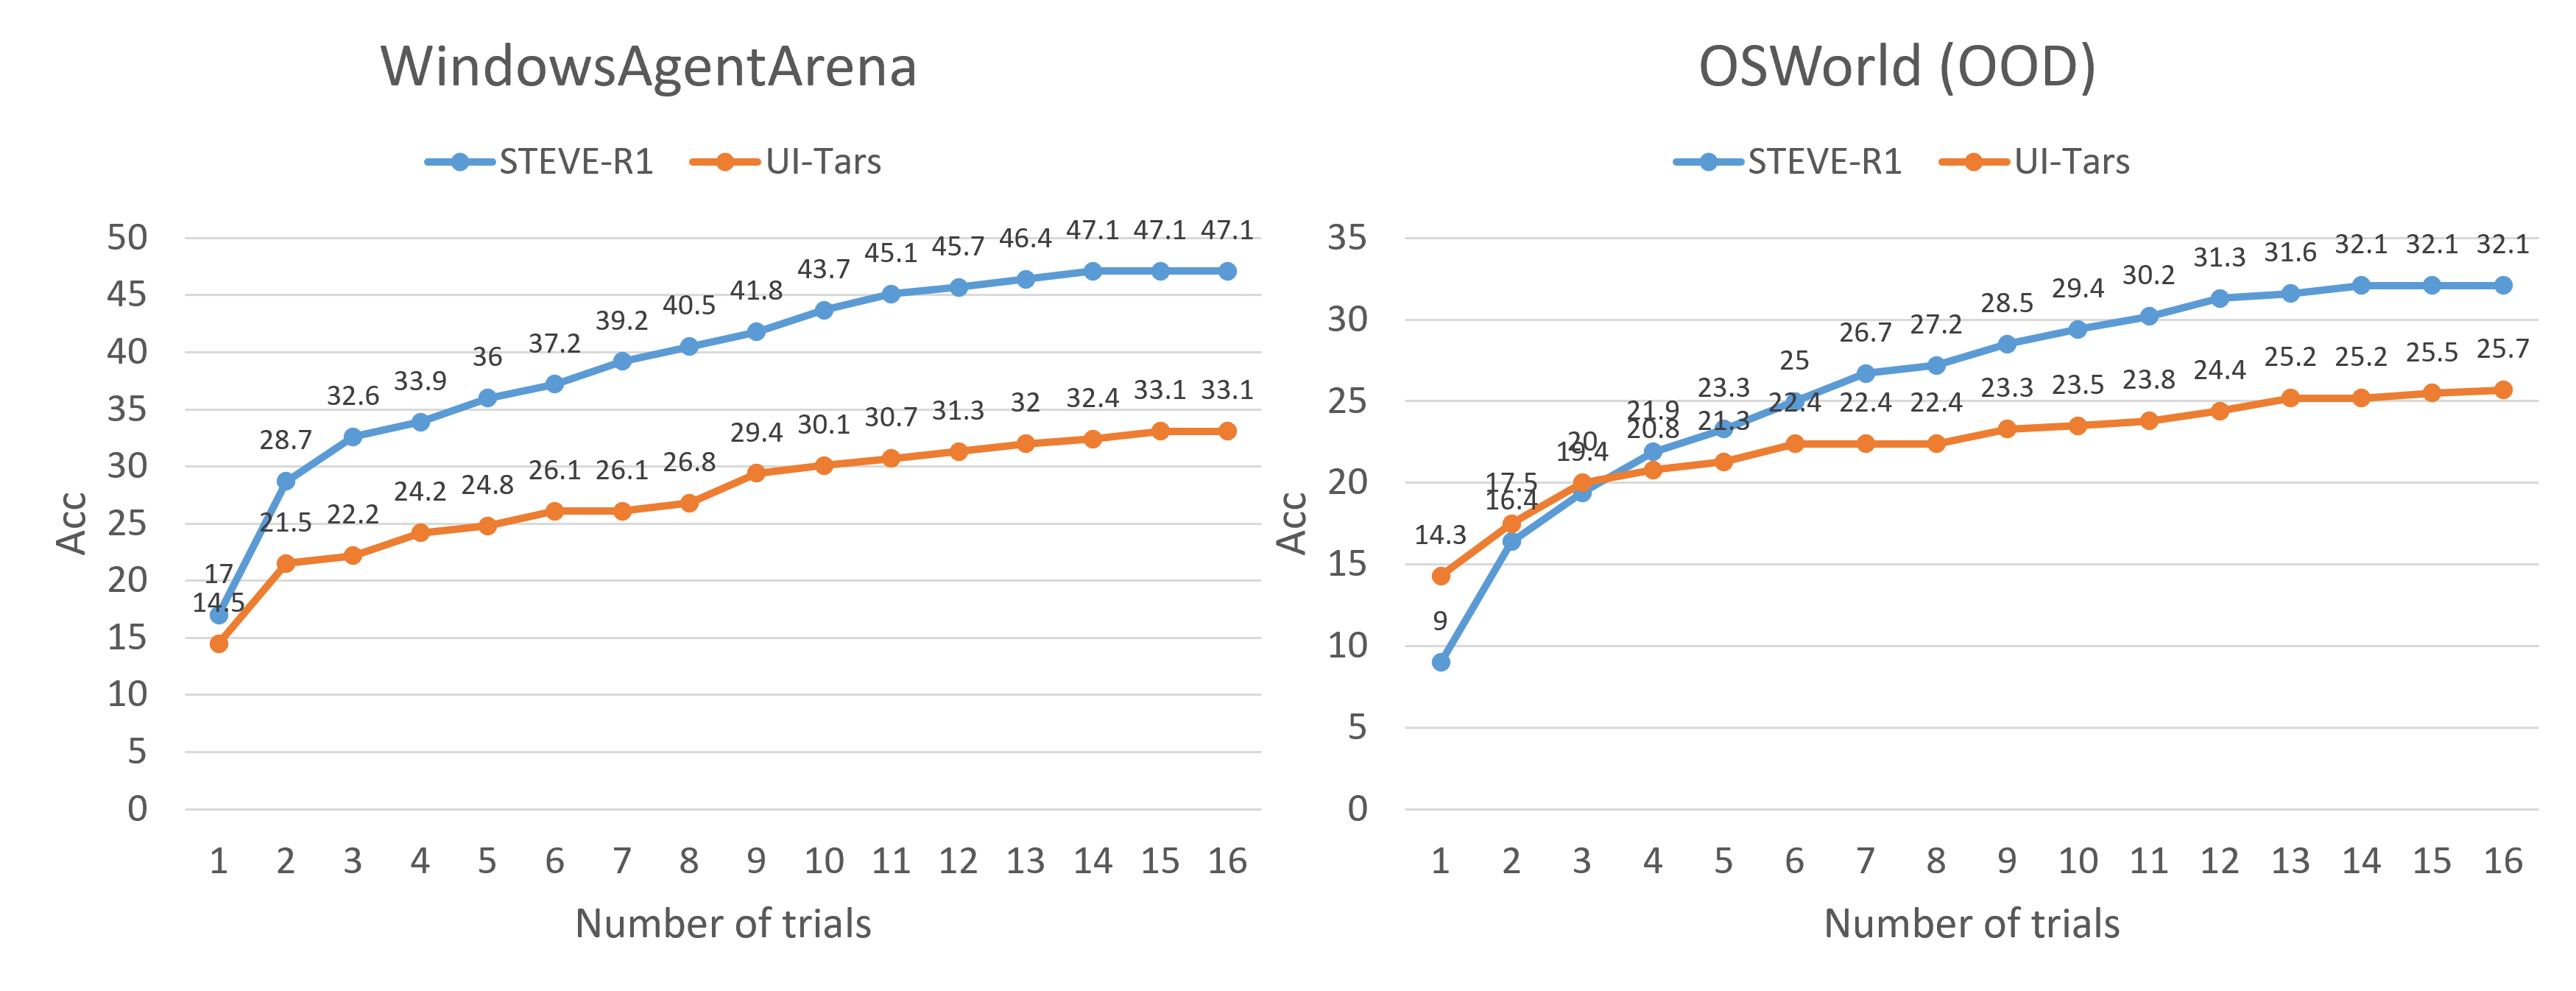 WindowsAgentArena
STEVE-R1 UI-Tars
50
45
40
35
30
25
20
15
10
5
0
Acc
17 28.7 32.6 33.9 36 37.2 39.2 40.5 41.8 43.7 45.1 45.7 46.4 47.1 47.1 47.1
14.5 21.5 22.2 24.2 24.8 26.1 26.1 26.8 29.4 30.1 30.7 31.3 32 32.4 33.1 33.1
1 2 3 4 5 6 7 8 9 10 11 12 13 14 15 16
Number of trials
OSWorld (OOD)
STEVE-R1 UI-Tars
35
30
25
20
15
10
5
0
Acc
9 16.4 19.4 21.9 23.3 25 26.7 27.2 28.5 29.4 30.2 31.3 31.6 32.1 32.1 32.1
14.3 17.5 20 20.8 21.3 22.4 22.4 22.4 23.3 23.5 23.8 24.4 25.2 25.2 25.5 25.7
1 2 3 4 5 6 7 8 9 10 11 12 13 14 15 16
Number of trials